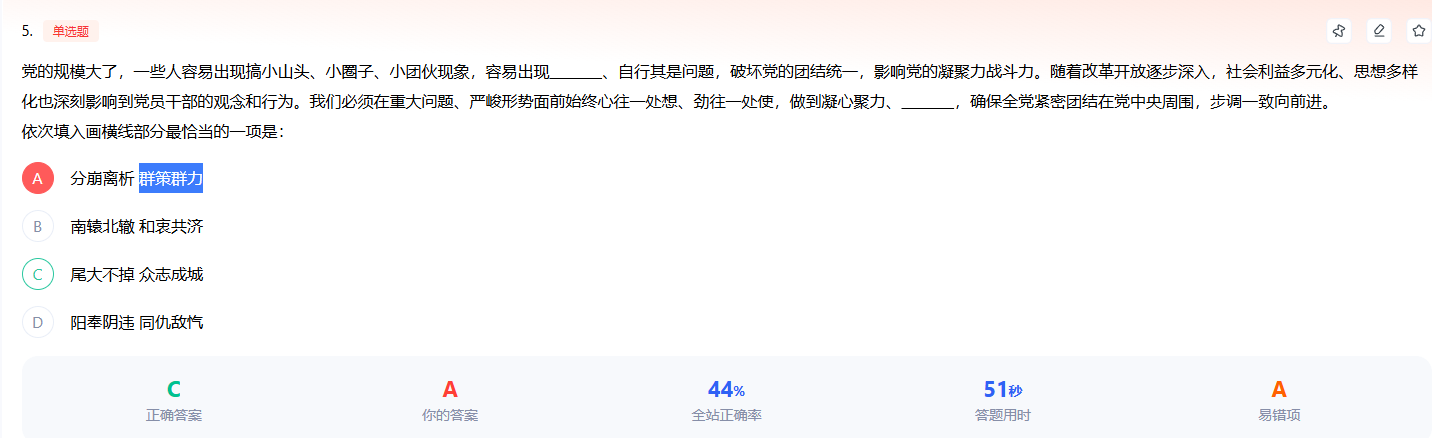 5. 单选题
党的规模大了，一些人容易出现搞小山头、小圈子、小团伙现象，容易出现_______、自行其是问题，破坏党的团结统一，影响党的凝聚力战斗力。随着改革开放逐步深入，社会利益多元化、思想多样
化也深刻影响到党员干部的观念和行为。我们必须在重大问题、严峻形势面前始终心往一处想、劲往一处使，做到凝心聚力、_______，确保全党紧密团结在党中央周围，步调一致向前进。
依次填入画横线部分最恰当的一项是：
A 分崩离析 群策群力
B 南辕北辙 和衷共济
C 尾大不掉 众志成城
D 阳奉阴违 同仇敌忾
C A 44% 51秒 A
正确答案 你的答案 全站正确率 答题用时 易错项